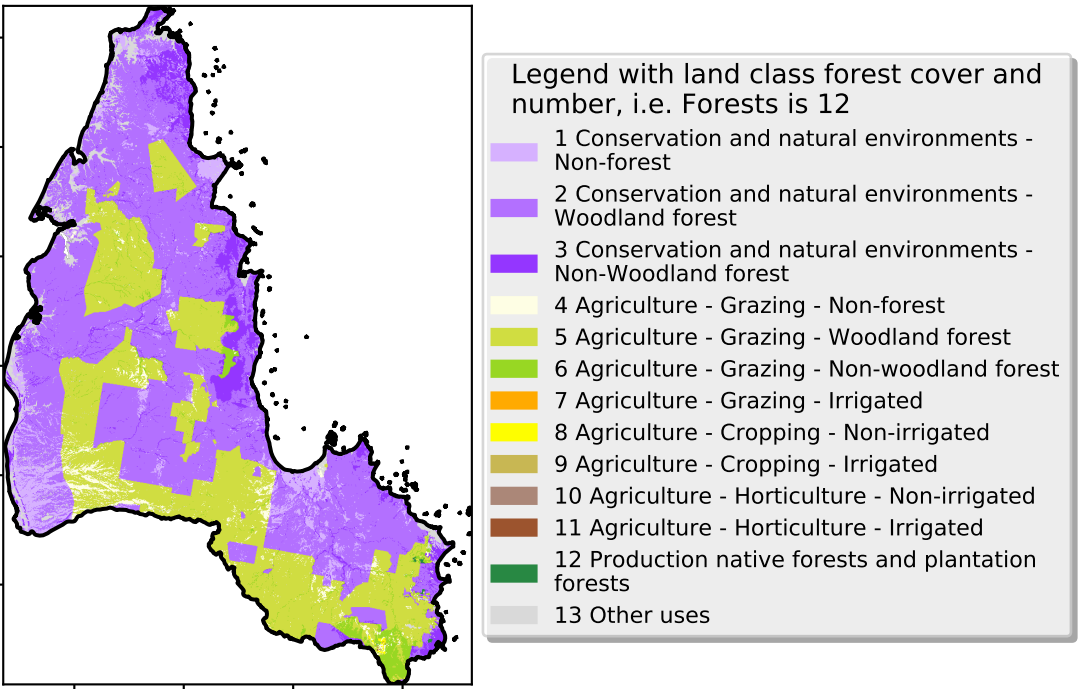 Legend with land class forest cover and
number, i.e. Forests is 12
1 Conservation and natural environments -
Non-forest
2 Conservation and natural environments -
Woodland forest
3 Conservation and natural environments -
Non-Woodland forest
4 Agriculture - Grazing - Non-forest
5 Agriculture - Grazing - Woodland forest
6 Agriculture - Grazing - Non-woodland forest
7 Agriculture - Grazing - Irrigated
8 Agriculture - Cropping - Non-irrigated
9 Agriculture - Cropping - Irrigated
10 Agriculture - Horticulture - Non-irrigated
11 Agriculture - Horticulture - Irrigated
12 Production native forests and plantation
forests
13 Other uses